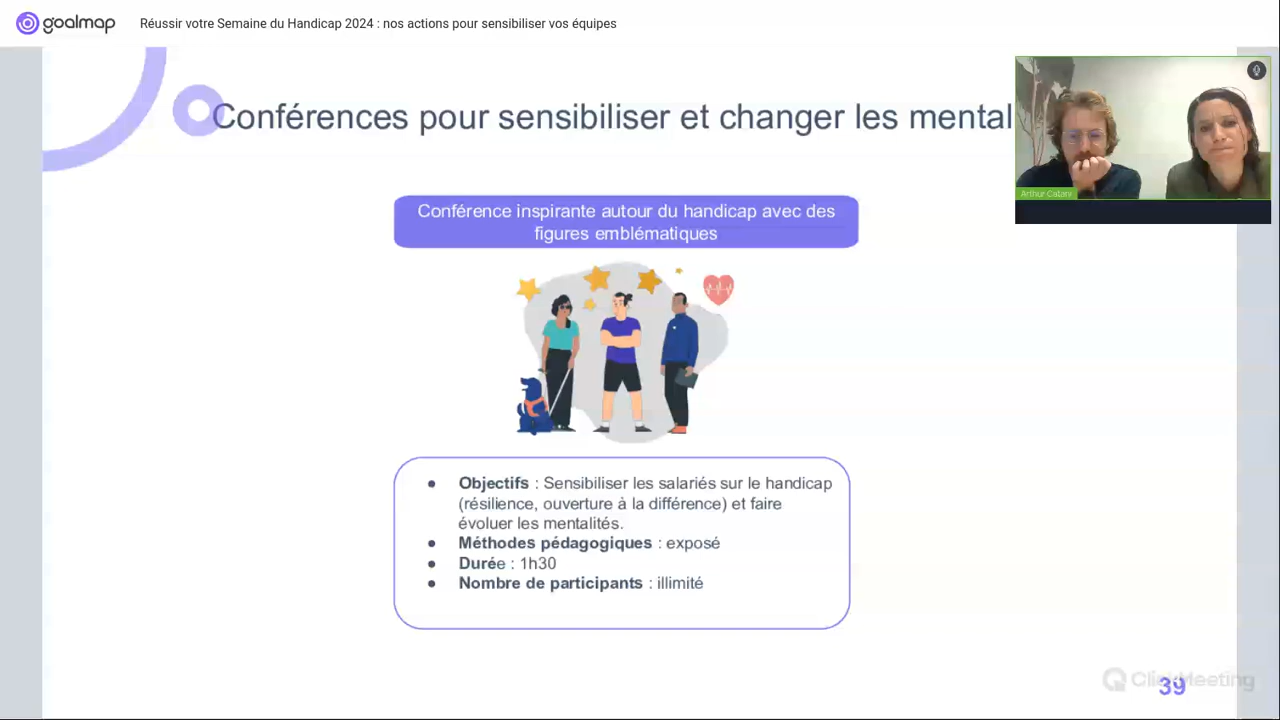 goalmap
Réussir votre Semaine du Handicap 2024 : nos actions pour sensibiliser vos équipes
Conférences pour sensibiliser et changer les mental
Arthur Catani
Conférence inspirante autour du handicap avec des
figures emblématiques
● Objectifs : Sensibiliser les salariés sur le handicap
(résilience, ouverture à la différence) et faire
évoluer les mentalités.
● Méthodes pédagogiques : exposé
● Durée : 1h30
● Nombre de participants : illimité
ClickMeeting
39